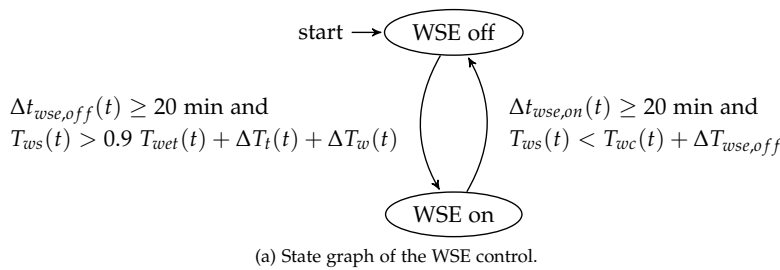 start
WSE off
Δt_{wse,off}(t) ≥ 20 min and
T_{ws}(t) > 0.9 T_{wet}(t) + ΔT_t(t) + ΔT_w(t)
Δt_{wse,on}(t) ≥ 20 min and
T_{ws}(t) < T_{wc}(t) + ΔT_{wse,off}
WSE on
(a) State graph of the WSE control.